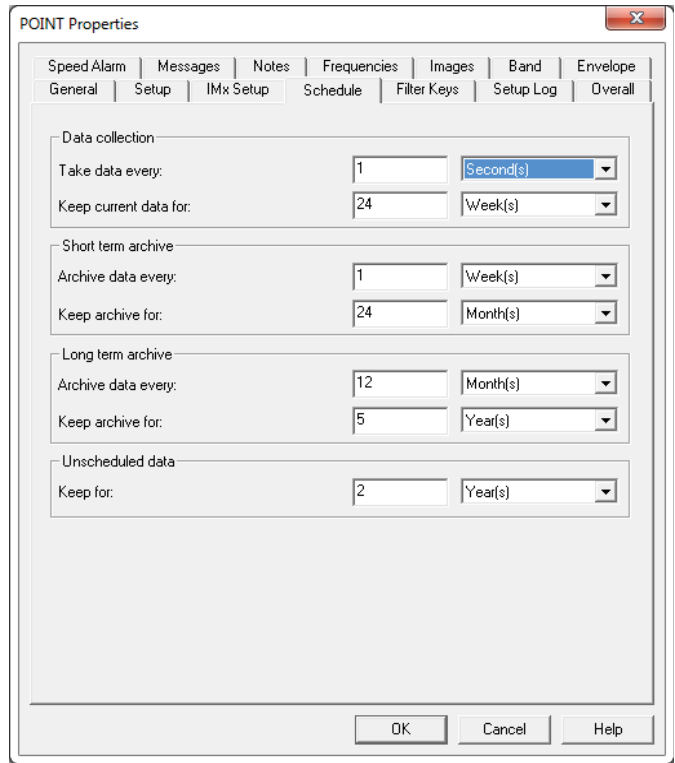 POINT Properties
Speed Alarm Messages Notes Frequencies Images Band Envelope
General Setup IMx Setup Schedule Filter Keys Setup Log Overall
Data collection
Take data every: 1 Second(s)
Keep current data for: 24 Week(s)
Short term archive
Archive data every: 1 Week(s)
Keep archive for: 24 Month(s)
Long term archive
Archive data every: 12 Month(s)
Keep archive for: 5 Year(s)
Unscheduled data
Keep for: 2 Year(s)
OK Cancel Help